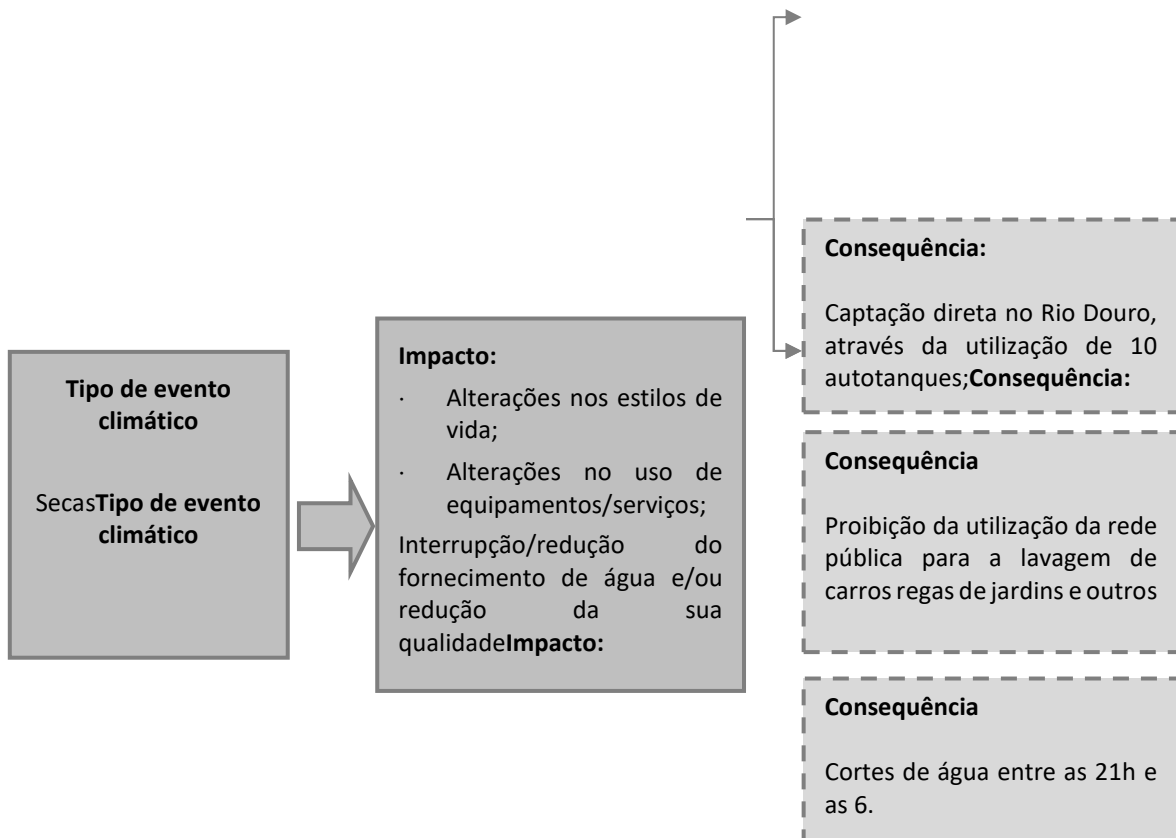 Tipo de evento
climático
SecasTipo de evento
climático
Impacto:
· Alterações nos estilos de
vida;
· Alterações no uso de
equipamentos/serviços;
Interrupção/redução do
fornecimento de água e/ou
redução da sua
qualidadeImpacto:
Consequência:
Captação direta no Rio Douro,
através da utilização de 10
autotanques;Consequência:
Consequência
Proibição da utilização da rede
pública para a lavagem de
carros regas de jardins e outros
Consequência
Cortes de água entre as 21h e
as 6.